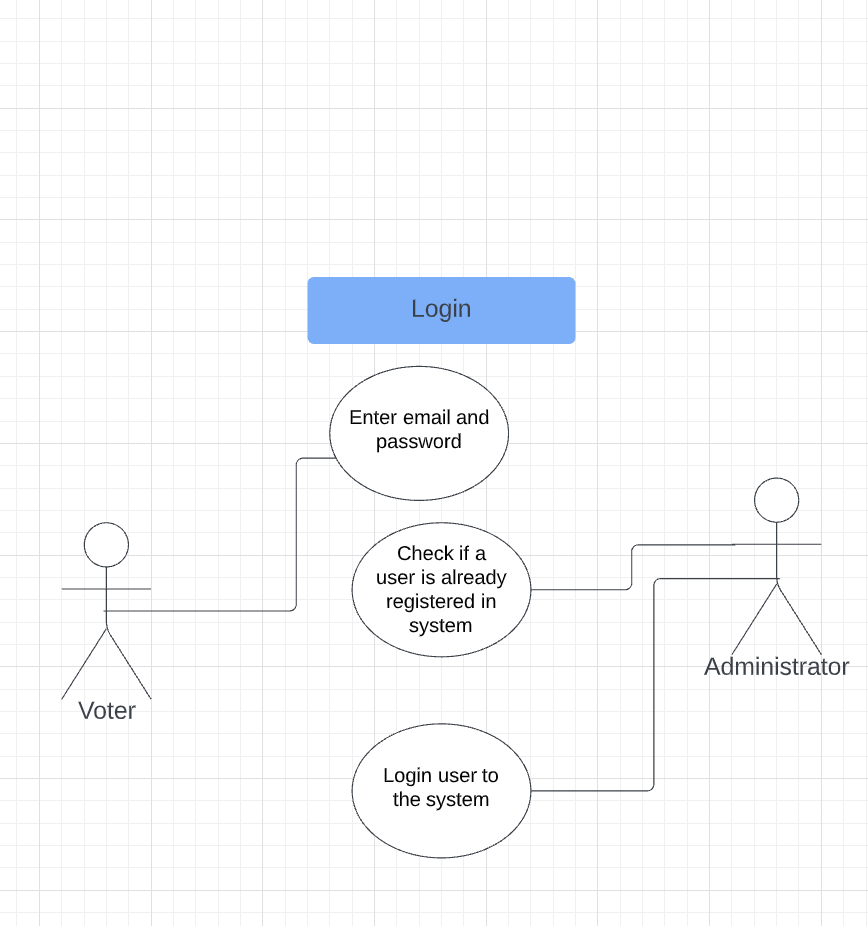 Login
Enter email and
password
Check if a
user is already
registered in
system
Administrator
Voter
Login user to
the system